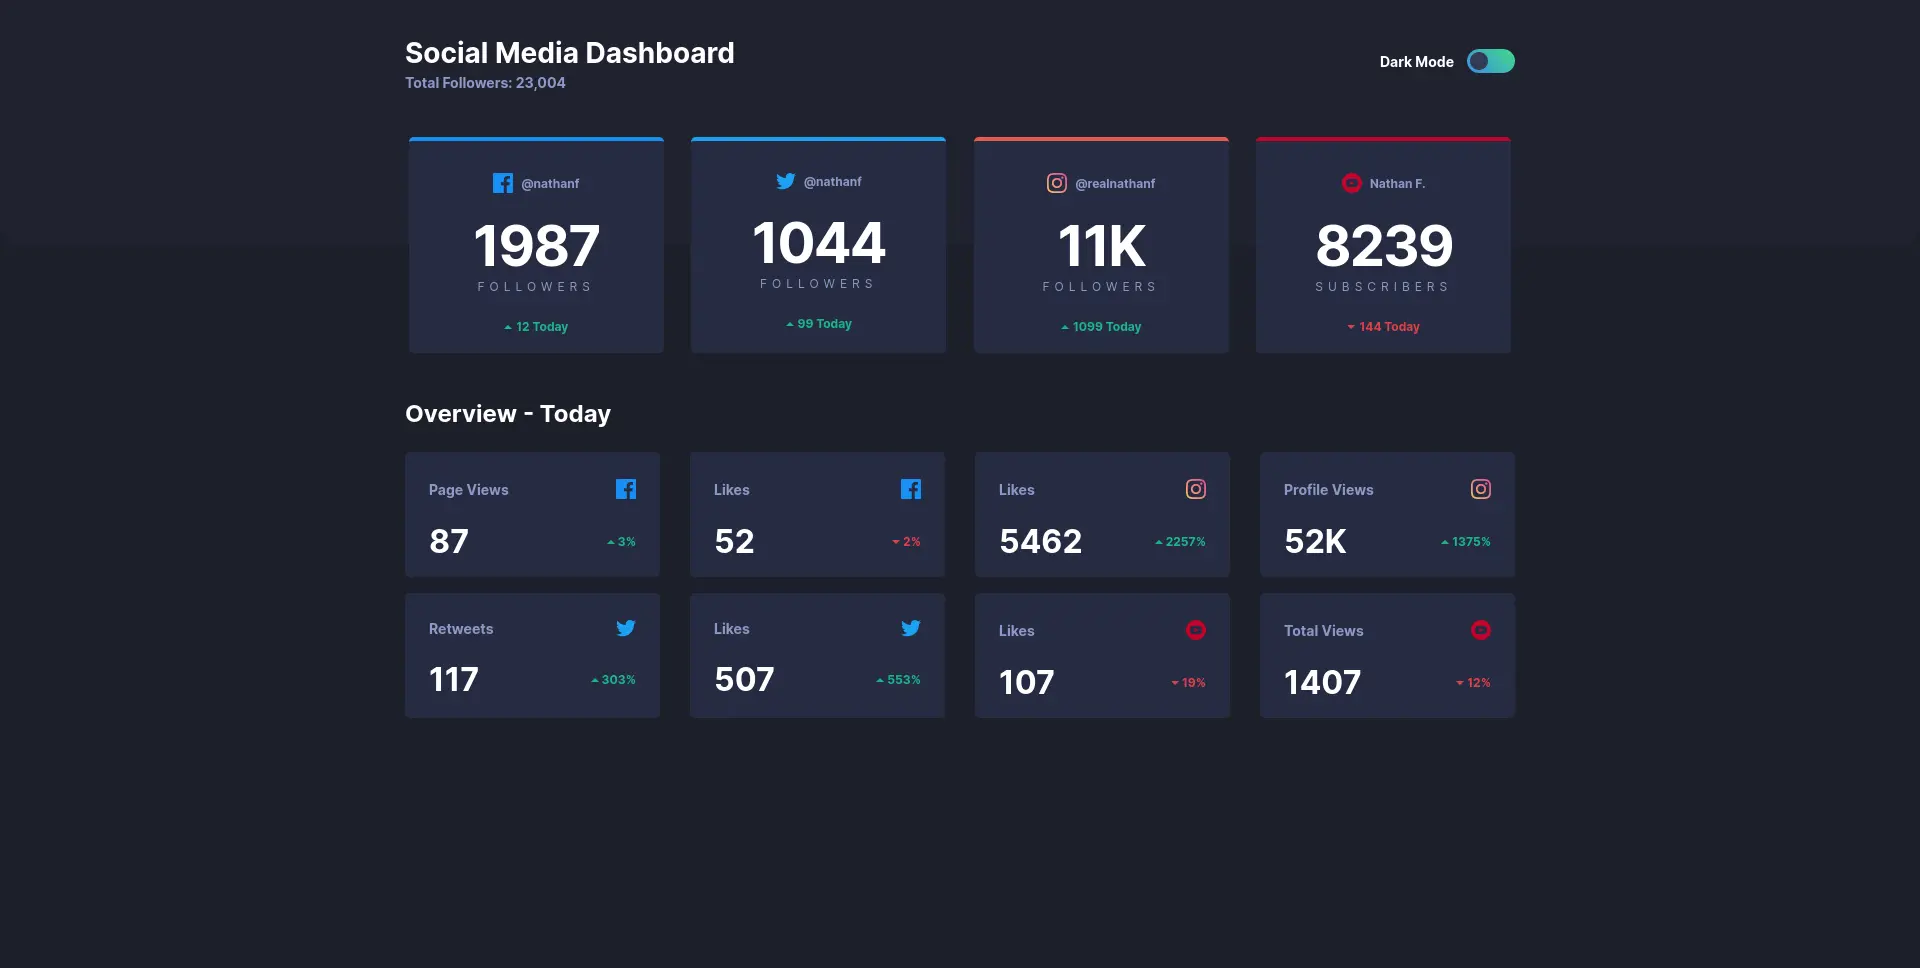 Social Media Dashboard
Total Followers: 23,004
Dark Mode
@nathanf
1987
FOLLOWERS
12 Today
@nathanf
1044
FOLLOWERS
99 Today
@realnathanf
11K
FOLLOWERS
1099 Today
Nathan F.
8239
SUBSCRIBERS
144 Today
Overview - Today
Page Views
87
3%
Likes
52
2%
Likes
5462
2257%
Profile Views
52K
1375%
Retweets
117
303%
Likes
507
553%
Likes
107
19%
Total Views
1407
12%